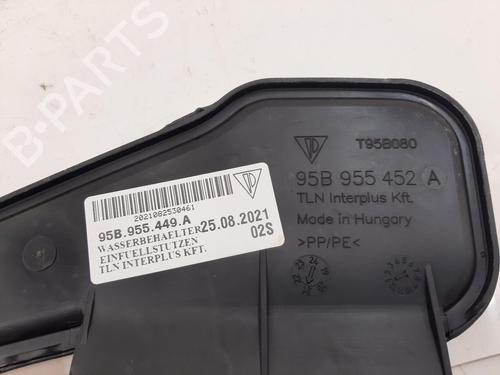 B-PARTS
T95B080
95B 955 452 A
TLN Interplus Kft.
Made in Hungary
>PP/PE<
2021082530461
95B.955.449.A
WASSERBEHAELTER
EINFUELLSTUTZEN
TLN INTERPLUS KFT.
25.08.2021
02S